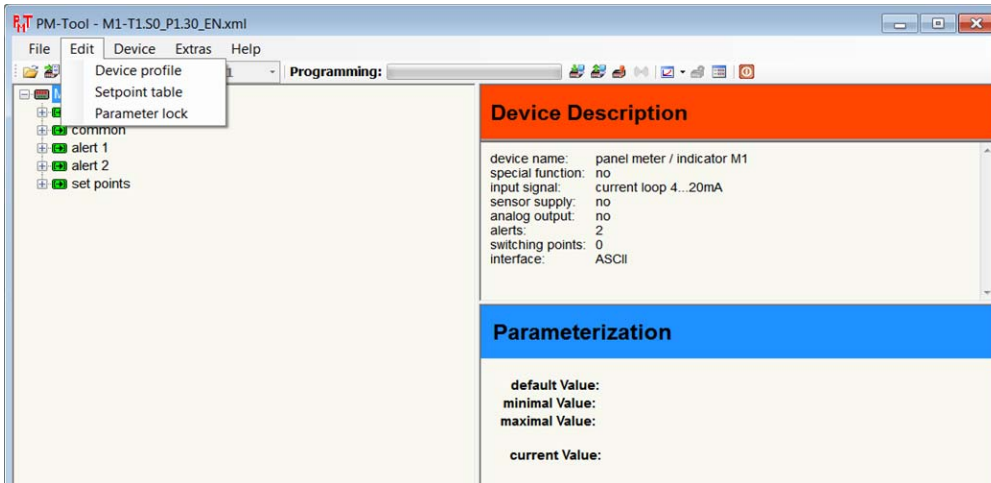 PM-Tool - M1-T1.S0_P1.30_EN.xml
File Edit Device Extras Help
Programming:
Device profile
Setpoint table
Parameter lock
common
alert 1
alert 2
set points
Device Description
device name: panel meter / indicator M1
special function: no
input signal: current loop 4...20mA
sensor supply: no
analog output: no
alerts: 2
switching points: 0
interface: ASCII
Parameterization
default Value:
minimal Value:
maximal Value:
current Value: